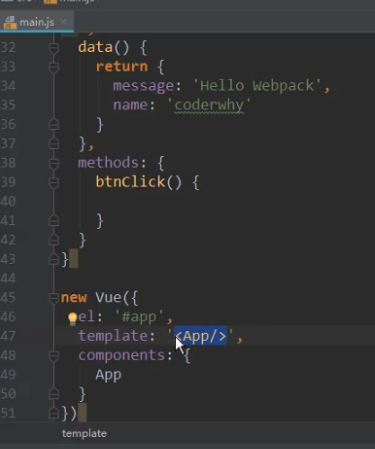 main.js
main.js ×
32 data() {
33 return {
34 message: 'Hello Webpack',
35 name: 'coderwhy'
36 }
37 },
38 methods: {
39 btnClick() {
40
41 }
42 }
43 }
44
45 new Vue({
46 el: '#app',
47 template: '<App/>',
48 components: {
49 App
50 }
51 })
template